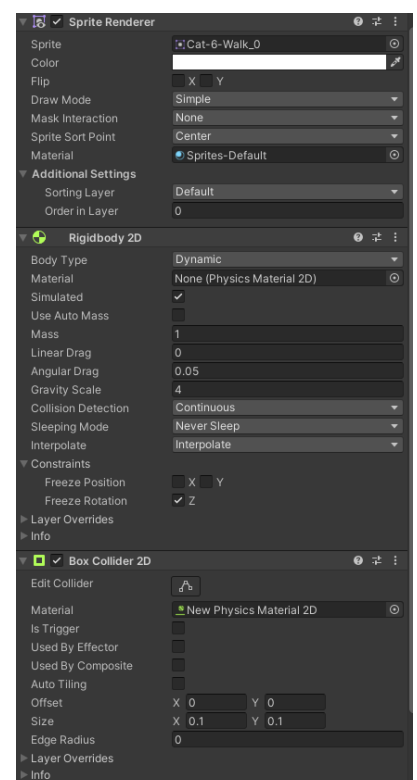 Sprite Renderer
Sprite Cat-6-Walk_0
Color
Flip X Y
Draw Mode Simple
Mask Interaction None
Sprite Sort Point Center
Material Sprites-Default
Additional Settings
Sorting Layer Default
Order in Layer 0
Rigidbody 2D
Body Type Dynamic
Material None (Physics Material 2D)
Simulated
Use Auto Mass
Mass 1
Linear Drag 0
Angular Drag 0.05
Gravity Scale 4
Collision Detection Continuous
Sleeping Mode Never Sleep
Interpolate Interpolate
Constraints
Freeze Position X Y
Freeze Rotation Z
Layer Overrides
Info
Box Collider 2D
Edit Collider
Material New Physics Material 2D
Is Trigger
Used By Effector
Used By Composite
Auto Tiling
Offset X 0 Y 0
Size X 0.1 Y 0.1
Edge Radius 0
Layer Overrides
Info